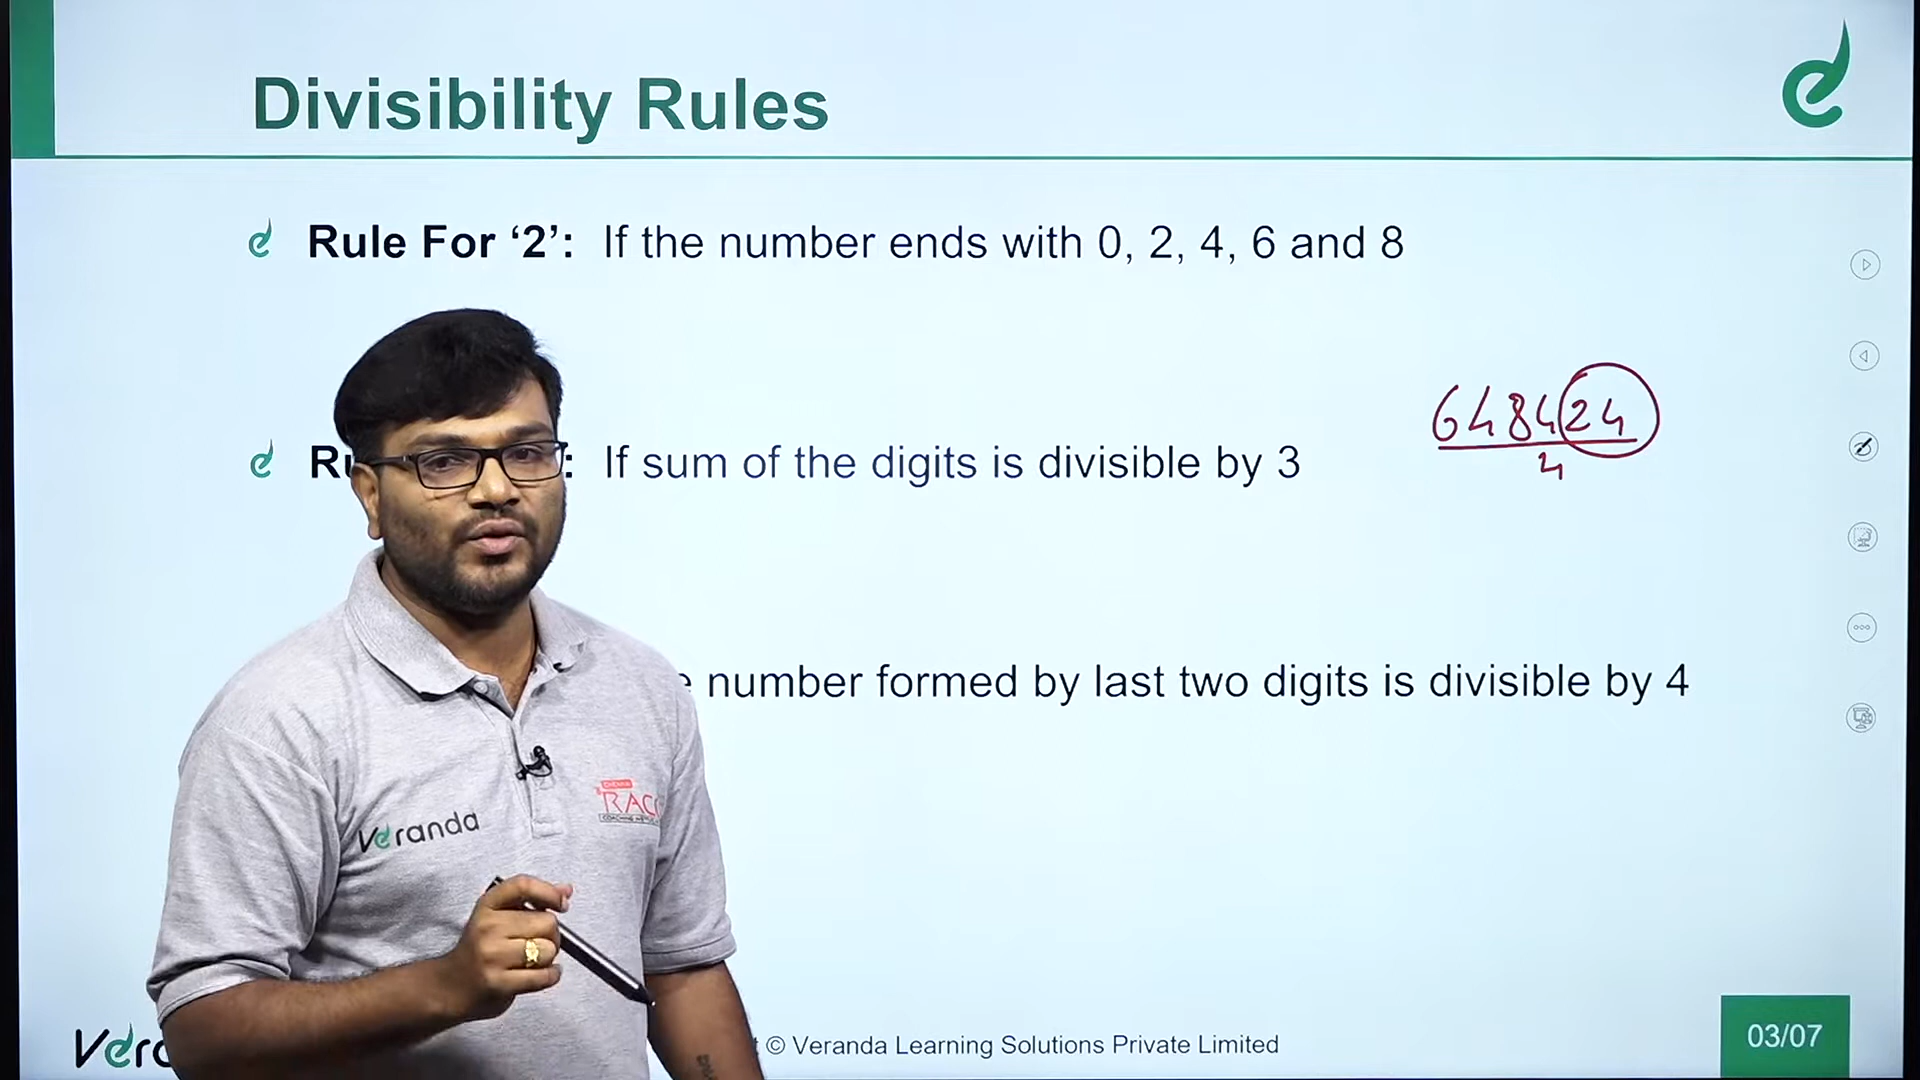 Divisibility Rules
Rule For ‘2’: If the number ends with 0, 2, 4, 6 and 8
648424
4
: If sum of the digits is divisible by 3
number formed by last two digits is divisible by 4
Veranda
RACE
© Veranda Learning Solutions Private Limited
03/07